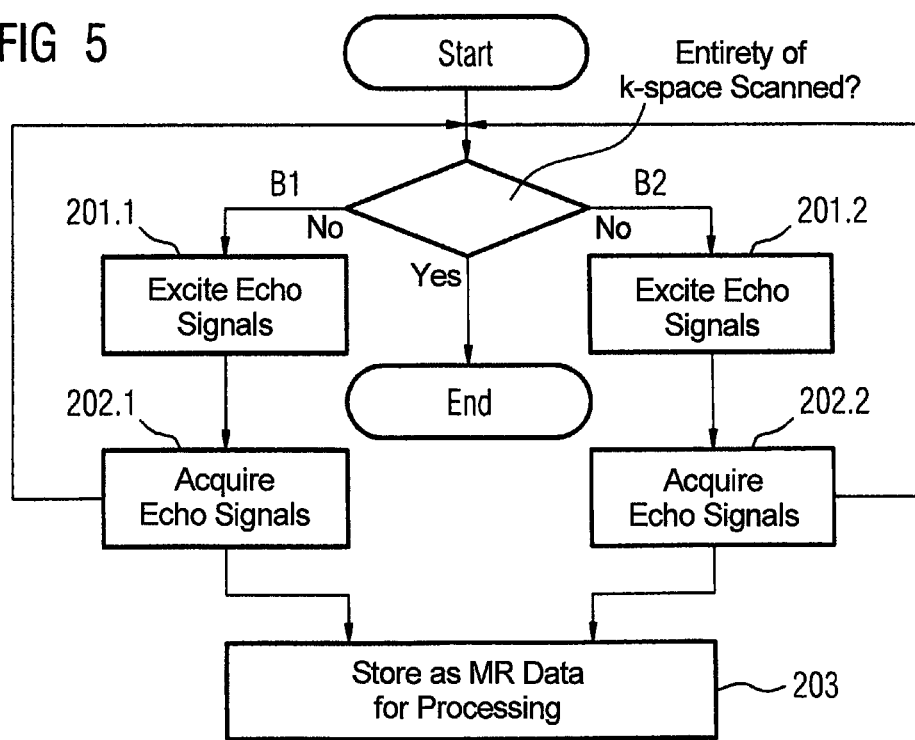 FIG 5
Start
Entirety of
k-space Scanned?
B1
B2
201.1
No
No
201.2
Yes
Excite Echo
Signals
Excite Echo
Signals
End
202.1
202.2
Acquire
Echo Signals
Acquire
Echo Signals
Store as MR Data
for Processing
203